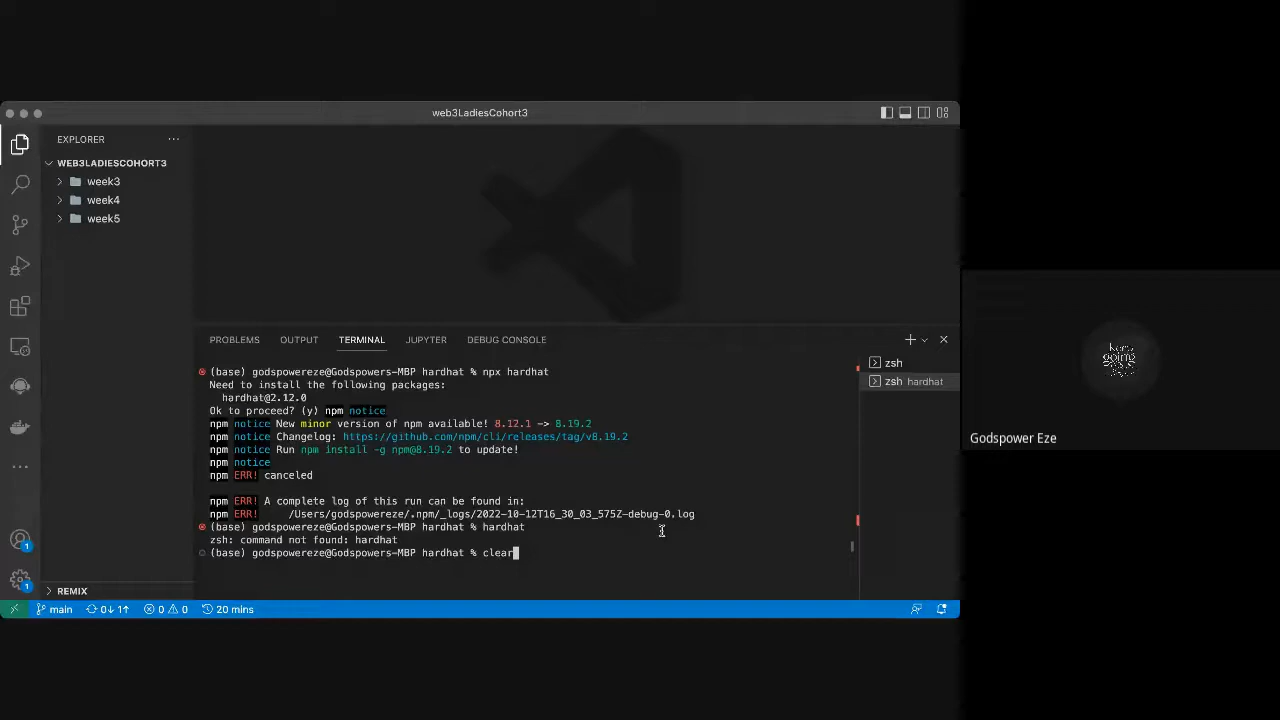 web3LadiesCohort3
EXPLORER
WEB3LADIESCOHORT3
week3
week4
week5
PROBLEMS OUTPUT TERMINAL JUPYTER DEBUG CONSOLE
(base) godspowereze@Godspowers-MBP hardhat % npx hardhat
Need to install the following packages:
hardhat@2.12.0
Ok to proceed? (y) npm notice
npm notice New minor version of npm available! 8.12.1 -> 8.19.2
npm notice Changelog: https://github.com/npm/cli/releases/tag/v8.19.2
npm notice Run npm install -g npm@8.19.2 to update!
npm notice
npm ERR! canceled
npm ERR! A complete log of this run can be found in:
npm ERR! /Users/godspowereze/.npm/_logs/2022-10-12T16_30_03_575Z-debug-0.log
(base) godspowereze@Godspowers-MBP hardhat % hardhat
zsh: command not found: hardhat
(base) godspowereze@Godspowers-MBP hardhat % clear
zsh
zsh hardhat
1
1
REMIX
main 0↓ 1↑ 0 0 20 mins
keep
going
Godspower Eze